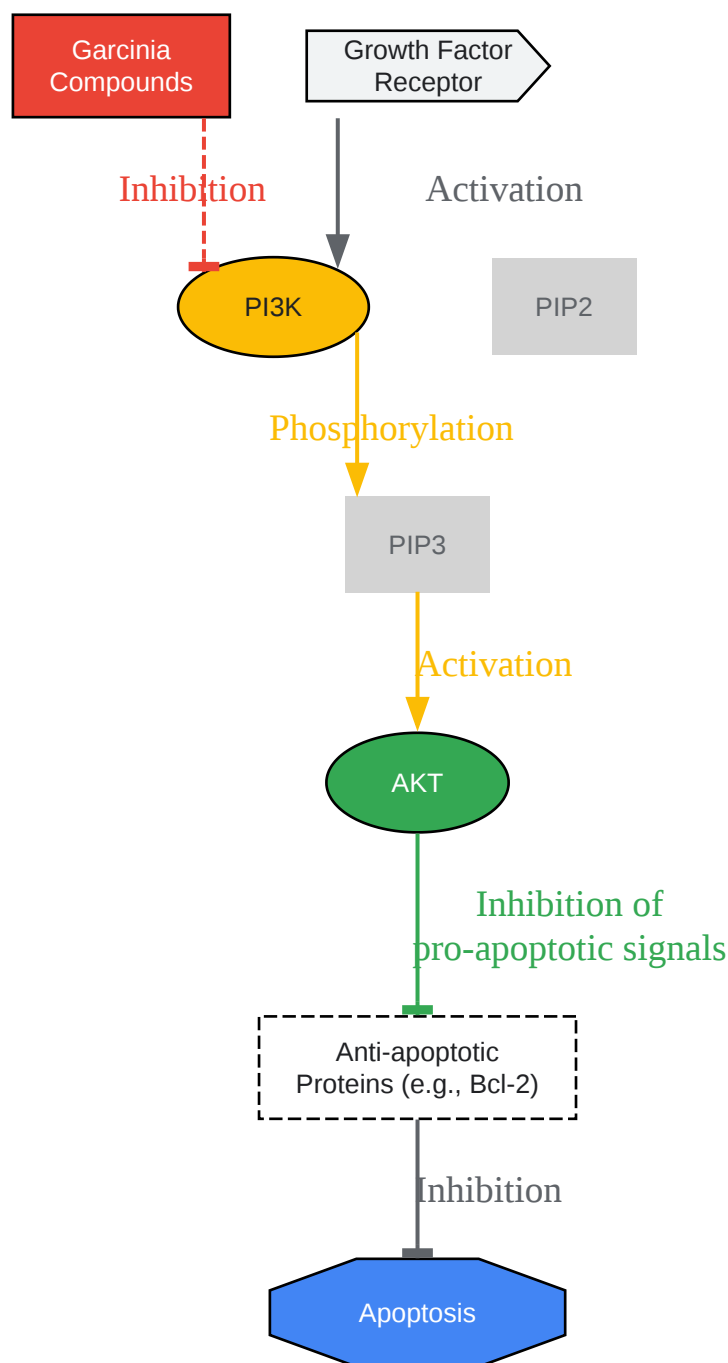 Garcinia
Compounds
Growth Factor
Receptor
Inhibition
Activation
PI3K
PIP2
Phosphorylation
PIP3
Activation
AKT
Inhibition of
pro-apoptotic signals
Anti-apoptotic
Proteins (e.g., Bcl-2)
Inhibition
Apoptosis